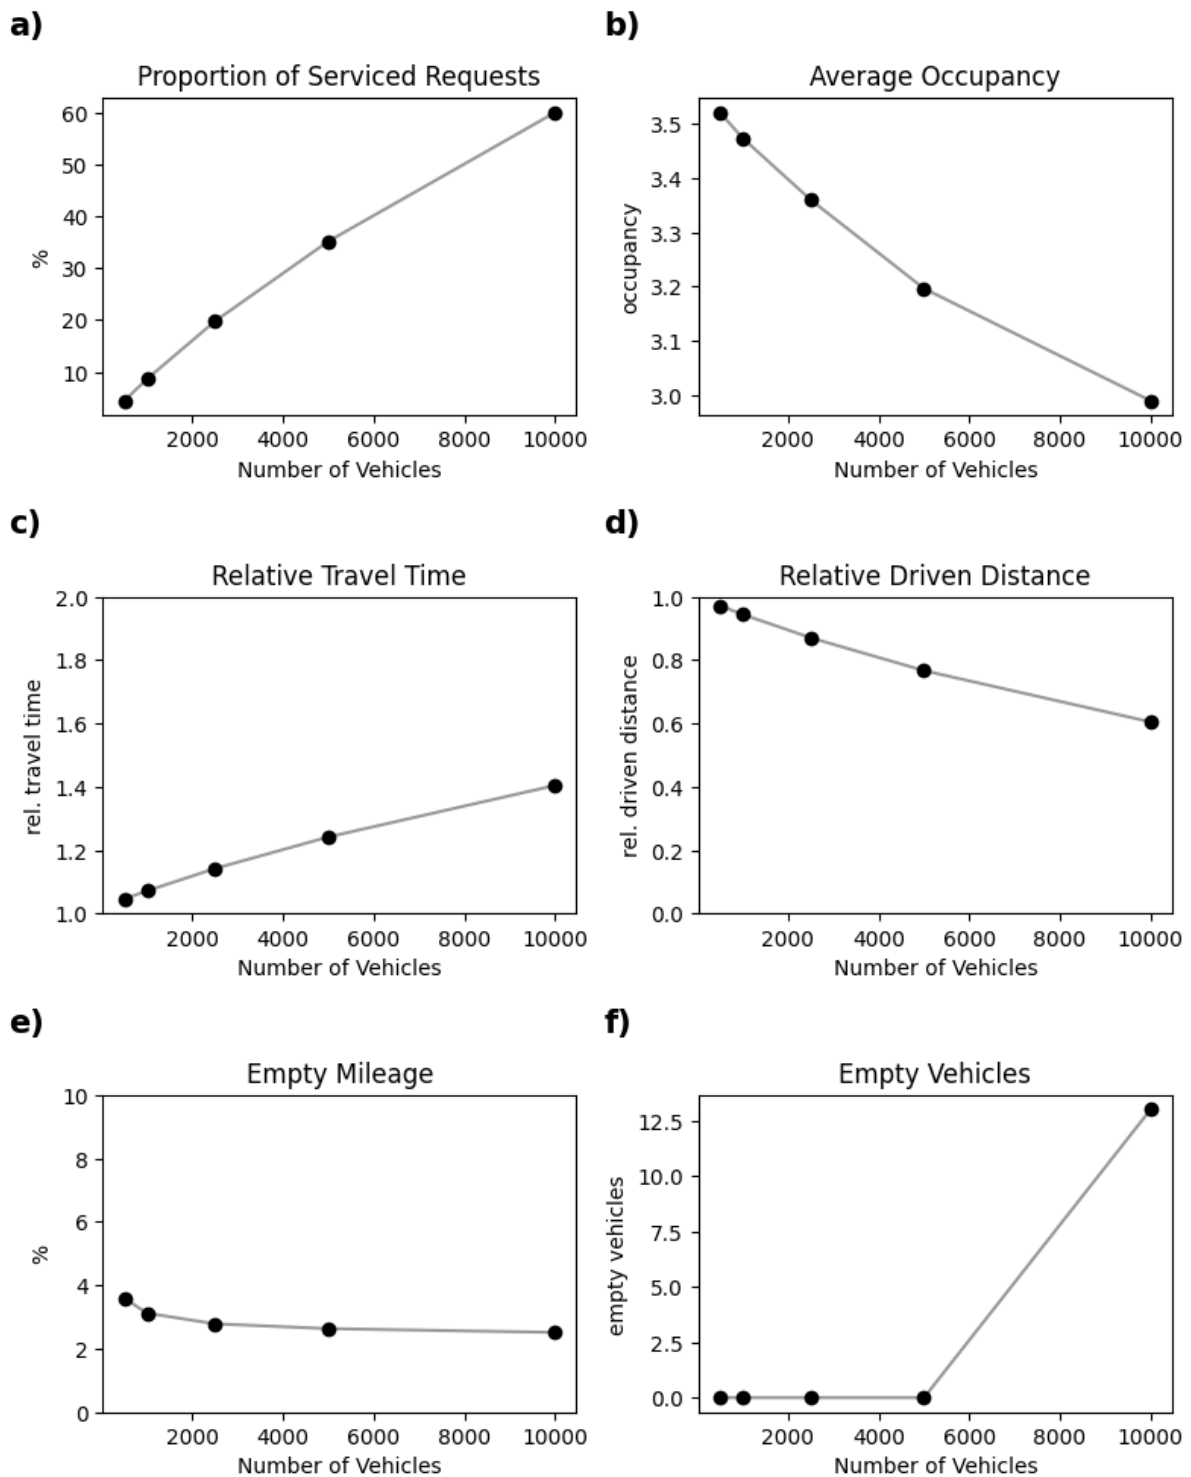 a)
Proportion of Serviced Requests
60
50
40
30
20
10
%
2000 4000 6000 8000 10000
Number of Vehicles
b)
Average Occupancy
3.5
3.4
3.3
3.2
3.1
3.0
occupancy
2000 4000 6000 8000 10000
Number of Vehicles
c)
Relative Travel Time
2.0
1.8
1.6
1.4
1.2
1.0
rel. travel time
2000 4000 6000 8000 10000
Number of Vehicles
d)
Relative Driven Distance
1.0
0.8
0.6
0.4
0.2
0.0
rel. driven distance
2000 4000 6000 8000 10000
Number of Vehicles
e)
Empty Mileage
10
8
6
4
2
0
%
2000 4000 6000 8000 10000
Number of Vehicles
f)
Empty Vehicles
12.5
10.0
7.5
5.0
2.5
0.0
empty vehicles
2000 4000 6000 8000 10000
Number of Vehicles